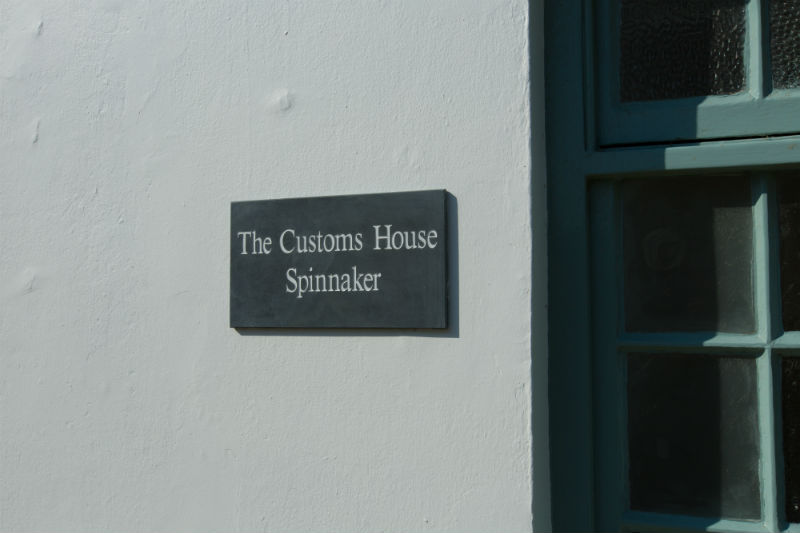 The Customs House
Spinnaker